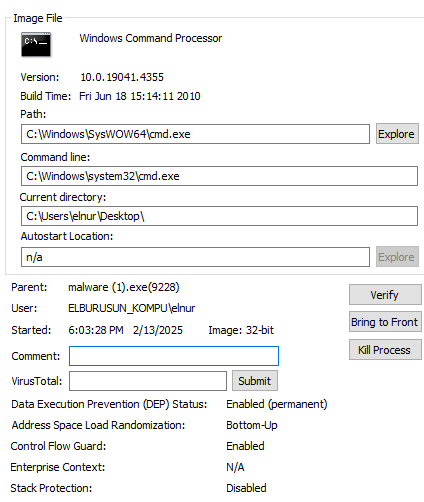 Image File
Windows Command Processor
Version: 10.0.19041.4355
Build Time: Fri Jun 18 15:14:11 2010
Path:
C:\Windows\SysWOW64\cmd.exe Explore
Command line:
C:\Windows\system32\cmd.exe
Current directory:
C:\Users\elnur\Desktop\
Autostart Location:
n/a Explore
Parent: malware (1).exe(9228)
Verify
User: ELBURUSUN_KOMPU\elnur
Bring to Front
Started: 6:03:28 PM 2/13/2025 Image: 32-bit
Kill Process
Comment:
VirusTotal: Submit
Data Execution Prevention (DEP) Status: Enabled (permanent)
Address Space Load Randomization: Bottom-Up
Control Flow Guard: Enabled
Enterprise Context: N/A
Stack Protection: Disabled